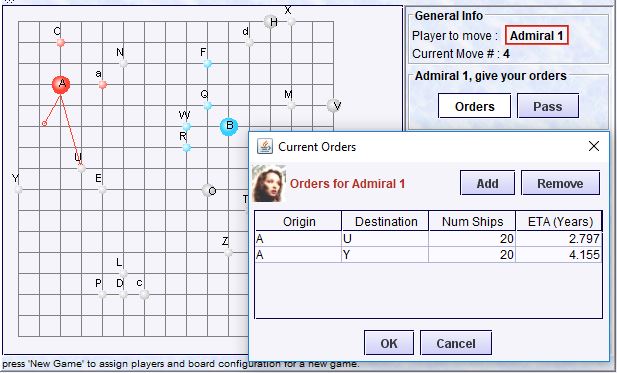 General Info
Player to move : Admiral 1
Current Move # : 4
Admiral 1, give your orders
Orders Pass
X
H
C
d
N
F
a
A
Q
M
V
W
B
R
U
Y
E
O
T
Z
L
P D c
Current Orders
Orders for Admiral 1
Add Remove
Origin Destination Num Ships ETA (Years)
A U 20 2.797
A Y 20 4.155
OK Cancel
press 'New Game' to assign players and board configuration for a new game.